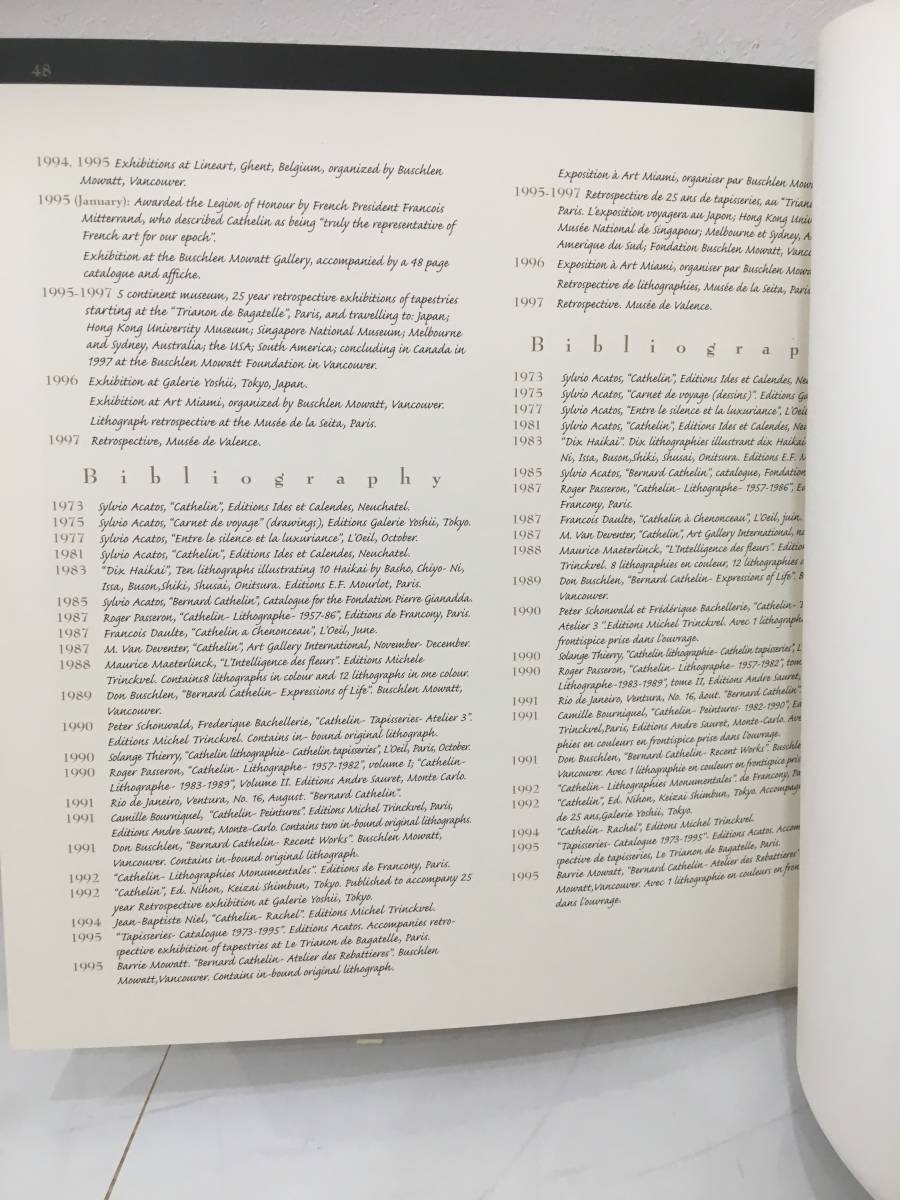 48
1994, 1995 Exhibitions at Lineart, Ghent, Belgium, organized by Buschlen
Mowatt, Vancouver.
1995 (January): Awarded the Legion of Honour by French President Francois
Mitterrand, who described Cathelin as being "truly the representative of
French art for our epoch".
Exhibition at the Buschlen Mowatt Gallery, accompanied by a 48 page
catalogue and affiche.
1995-1997 5 continent museum, 25 year retrospective exhibitions of tapestries
starting at the "Trianon de Bagatelle", Paris, and travelling to: Japan;
Hong Kong University Museum; Singapore National Museum; Melbourne
and Sydney, Australia; the USA; South America; concluding in Canada in
1997 at the Buschlen Mowatt Foundation in Vancouver.
1996 Exhibition at Galerie Yoshii, Tokyo, Japan.
Exhibition at Art Miami, organized by Buschlen Mowatt, Vancouver.
Lithograph retrospective at the Musée de la Seita, Paris.
1997 Retrospective, Musée de Valence.
Bibliography
1973 Sylvio Acatos, "Cathelin", Editions Ides et Calendes, Neuchatel.
1975 Sylvio Acatos, "Carnet de voyage" (drawings), Editions Galerie Yoshii, Tokyo.
1977 Sylvio Acatos, "Entre le silence et la luxuriance", L'Oeil, October.
1981 Sylvio Acatos, "Cathelin", Editions Ides et Calendes, Neuchatel.
1983 "Dix Haikai", Ten lithographs illustrating 10 Haikai by Basho, Chiyo- Ni,
Issa, Buson,Shiki, Shusai, Onitsura. Editions E.F. Mourlot, Paris.
1985 Sylvio Acatos, "Bernard Cathelin", Catalogue for the Fondation Pierre Gianadda.
1987 Roger Passeron, "Cathelin- Lithographe- 1957-86", Editions de Francony, Paris.
1987 Francois Daulte, "Cathelin a Chenonceau", L'Oeil, June.
1987 M. Van Deventer, "Cathelin", Art Gallery International, November- December.
1988 Maurice Maeterlinck, "L'Intelligence des fleurs". Editions Michele
Trinckvel. Contains8 lithographs in colour and 12 lithographs in one colour.
1989 Don Buschlen, "Bernard Cathelin- Expressions of Life". Buschlen Mowatt,
Vancouver.
1990 Peter Schonwald, Frederigue Bachellerie, "Cathelin- Tapisseries- Atelier 3".
Editions Michel Trinckvel. Contains in- bound original lithograph.
1990 Solange Thierry, "Cathelin lithographie- Cathelin tapisseries", L'Oeil, Paris, October.
1990 Roger Passeron, "Cathelin- Lithographe- 1957-1982", volume I; "Cathelin-
Lithographe- 1983-1989", Volume II. Editions Andre Sauret, Monte Carlo.
1991 Rio de Janeiro, Ventura, No. 16, August. "Bernard Cathelin".
1991 Camille Bourniguel, "Cathelin- Peintures". Editions Michel Trinckvel, Paris,
Editions Andre Sauret, Monte-Carlo. Contains two in-bound original lithographs.
1991 Don Buschlen, "Bernard Cathelin- Recent Works". Buschlen Mowatt,
Vancouver. Contains in-bound original lithograph.
1992 "Cathelin- Lithographies Monumentales". Editions de Francony, Paris.
1992 "Cathelin", Ed. Nihon, Keizai Shimbun, Tokyo. Published to accompany 25
year Retrospective exhibition at Galerie Yoshii, Tokyo.
1994 Jean-Baptiste Niel, "Cathelin- Rachel". Editions Michel Trinckvel.
1995 "Tapisseries- Catalogue 1973-1995". Editions Acatos. Accompanies retro-
spective exhibition of tapestries at Le Trianon de Bagatelle, Paris.
1995 Barrie Mowatt. "Bernard Cathelin- Atelier des Rebattieres". Buschlen
Mowatt,Vancouver. Contains in-bound original lithograph.
Exposition à Art Miami, organiser par Buschlen
1995-1997 Retrospective de 25 ans de tapisseries, au
Paris. L'exposition voyagera au Japon; Hong Kong
Musée National de Singapour; Melbourne et Sydney,
Amerique du Sud; Fondation Buschlen Mowatt,
1996 Exposition à Art Miami, organiser par Buschlen
Retrospective de lithographies, Musée de la Seita, Paris
1997 Retrospective. Musée de Valence.
Bibliograp
1973 Sylvio Acatos, "Cathelin", Editions Ides et Calendes,
1975 Sylvio Acatos, "Carnet de voyage (dessins)". Editions
1977 Sylvio Acatos, "Entre le silence et la luxuriance", L'Oeil
1981 Sylvio Acatos, "Cathelin", Editions Ides et Calendes,
1983 "Dix Haikai". Dix lithographies illustrant dix Haikai
Ni, Issa, Buson,Shiki, Shusai, Onitsura. Editions E.F.
1985 Sylvio Acatos, "Bernard Cathelin", catalogue, Fondation
1987 Roger Passeron, "Cathelin- Lithographe- 1957-1986",
Francony, Paris.
1987 Francois Daulte, "Cathelin à Chenonceau", L'Oeil, juin.
1987 M. Van Deventer, "Cathelin", Art Gallery International,
1988 Maurice Maeterlinck, "L'Intelligence des fleurs".
Trinckvel. 8 lithographies en couleur, 12 lithographies
1989 Don Buschlen, "Bernard Cathelin- Expressions of Life".
Vancouver.
1990 Peter Schonwald et Frédérigue Bachellerie, "Cathelin-
Atelier 3 ".Editions Michel Trinckvel. Avec 1
frontispice prise dans l'ouvrage.
1990 Solange Thierry, "Cathelin lithographie- Cathelin tapisseries",
1990 Roger Passeron, "Cathelin- Lithographe- 1957-1982", tome
Lithographe-1983-1989", tome II, Editions Andre Sauret,
1991 Rio de Janeiro, Ventura, No. 16, âout. "Bernard Cathelin"
1991 Camille Bourniguel, "Cathelin- Peintures- 1982-1990",
Trinckvel,Paris, Editions Andre Sauret, Monte-Carlo.
phies en couleurs en frontispice prise dans l'ouvrage.
1991 Don Buschlen, "Bernard Cathelin- Recent Works".
Vancouver. Avec 1 lithographie en couleurs en frontispice
1992 "Cathelin- Lithographies Monumentales". de Francony,
1992 "Cathelin", Ed. Nihon, Keizai Shimbun, Tokyo.
de 25 ans,Galerie Yoshii, Tokyo.
1994 "Cathelin- Rachel", Editons Michel Trinckvel.
1995 "Tapisseries- Catalogue 1973-1995". Editions Acatos.
spective de tapisseries, Le Trianon de Bagatelle, Paris.
1995 Barrie Mowatt, "Bernard Cathelin- Atelier des Rebattieres"
Mowatt,Vancouver. Avec 1 lithographie en couleurs en
dans l'ouvrage.